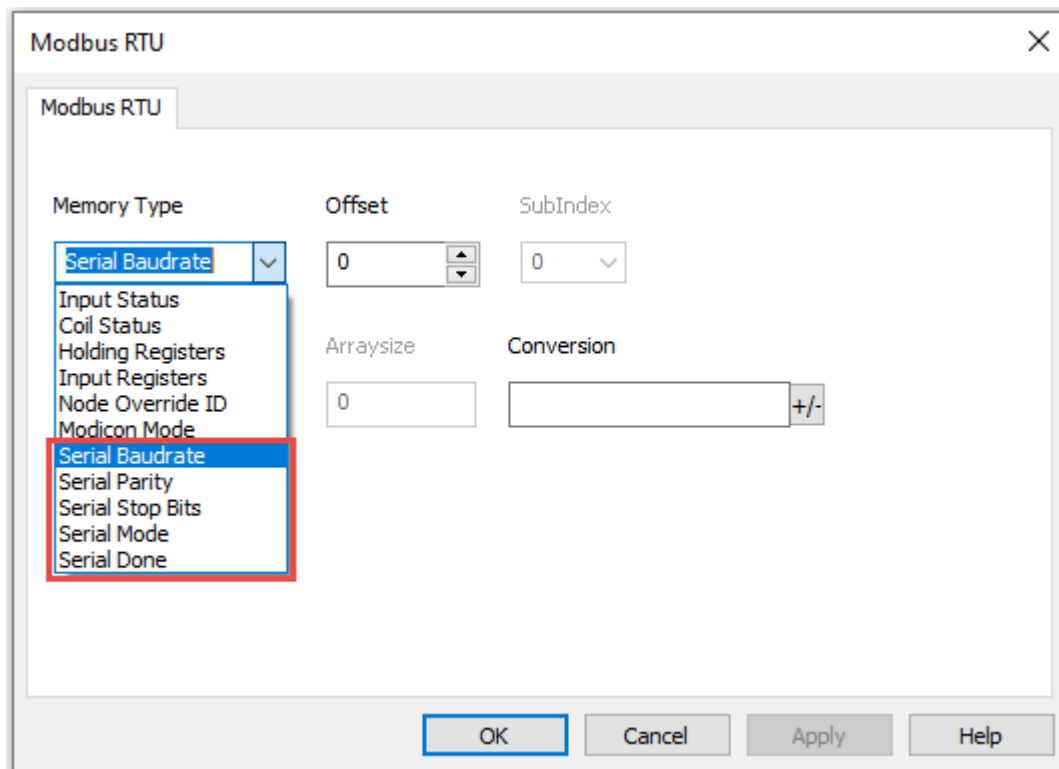 Modbus RTU
Modbus RTU
Memory Type Offset SubIndex
Serial Baudrate 0 0
Input Status
Coil Status
Holding Registers
Input Registers
Node Override ID
Modicon Mode
Serial Baudrate
Serial Parity
Serial Stop Bits
Serial Mode
Serial Done
Arraysize Conversion
0 +/-
OK Cancel Apply Help